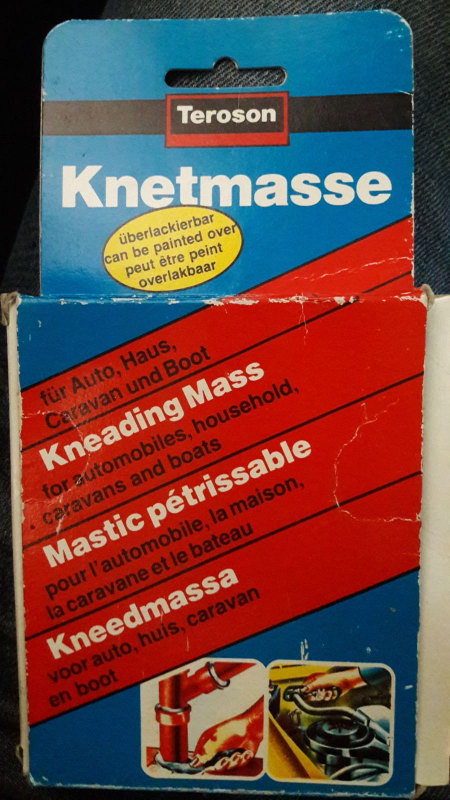 Teroson
Knetmasse
überlackierbar
can be painted over
peut être peint
overlakbaar
für Auto, Haus,
Caravan und Boot
Kneading Mass
for automobiles, household,
caravans and boats
Mastic pétrissable
pour l'automobile, la maison,
la caravane et le bateau
Kneedmassa
voor auto, huis, caravan
en boot